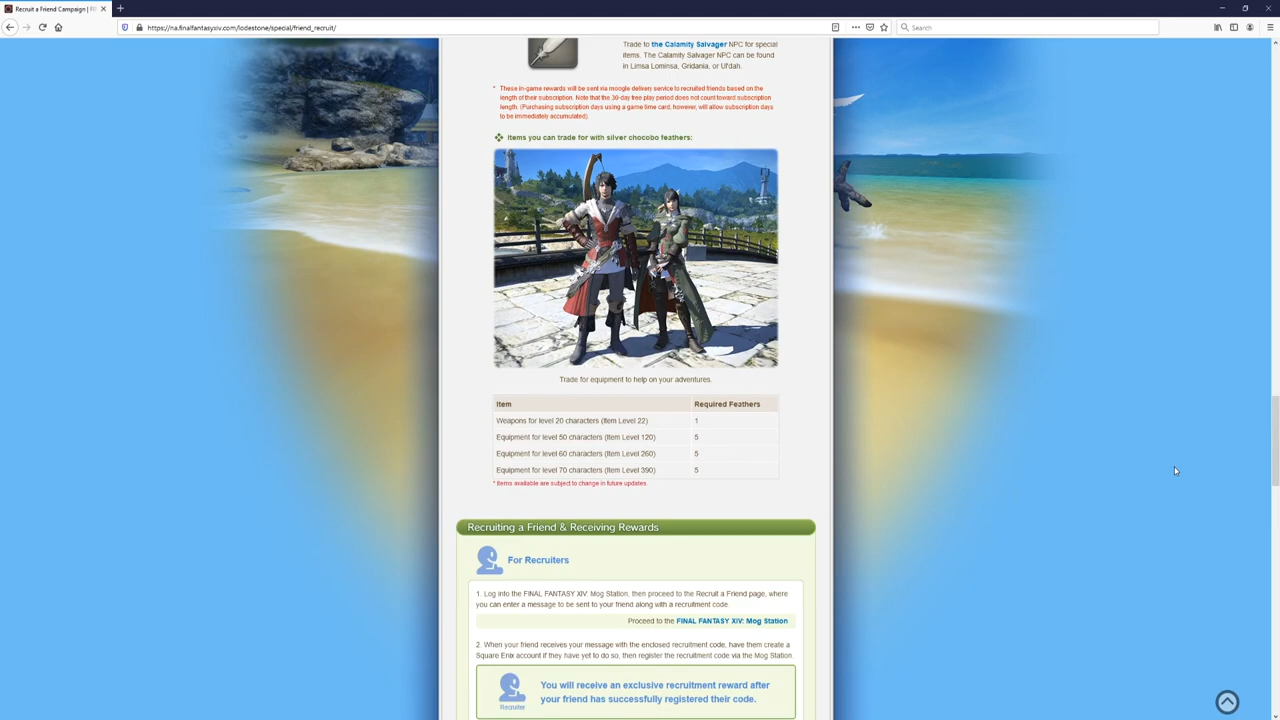 Recruit a Friend Campaign | FI
https://na.finalfantasyxiv.com/lodestone/special/friend_recruit/
Search
Trade to the Calamity Salvager NPC for special
items. The Calamity Salvager NPC can be found
in Limsa Lominsa, Gridania, or Ul'dah.
* These in-game rewards will be sent via moogle delivery service to recruited friends based on the
length of their subscription. Note that the 30-day free play period does not count toward subscription
length. (Purchasing subscription days using a game time card, however, will allow subscription days
to be immediately accumulated).
Items you can trade for with silver chocobo feathers:
Trade for equipment to help on your adventures.
Item Required Feathers
Weapons for level 20 characters (Item Level 22) 1
Equipment for level 50 characters (Item Level 120) 5
Equipment for level 60 characters (Item Level 260) 5
Equipment for level 70 characters (Item Level 390) 5
* Items available are subject to change in future updates.
Recruiting a Friend & Receiving Rewards
For Recruiters
1. Log into the FINAL FANTASY XIV: Mog Station, then proceed to the Recruit a Friend page, where
you can enter a message to be sent to your friend along with a recruitment code.
Proceed to the FINAL FANTASY XIV: Mog Station
2. When your friend receives your message with the enclosed recruitment code, have them create a
Square Enix account if they have yet to do so, then register the recruitment code via the Mog Station.
You will receive an exclusive recruitment reward after
your friend has successfully registered their code.
Recruiter